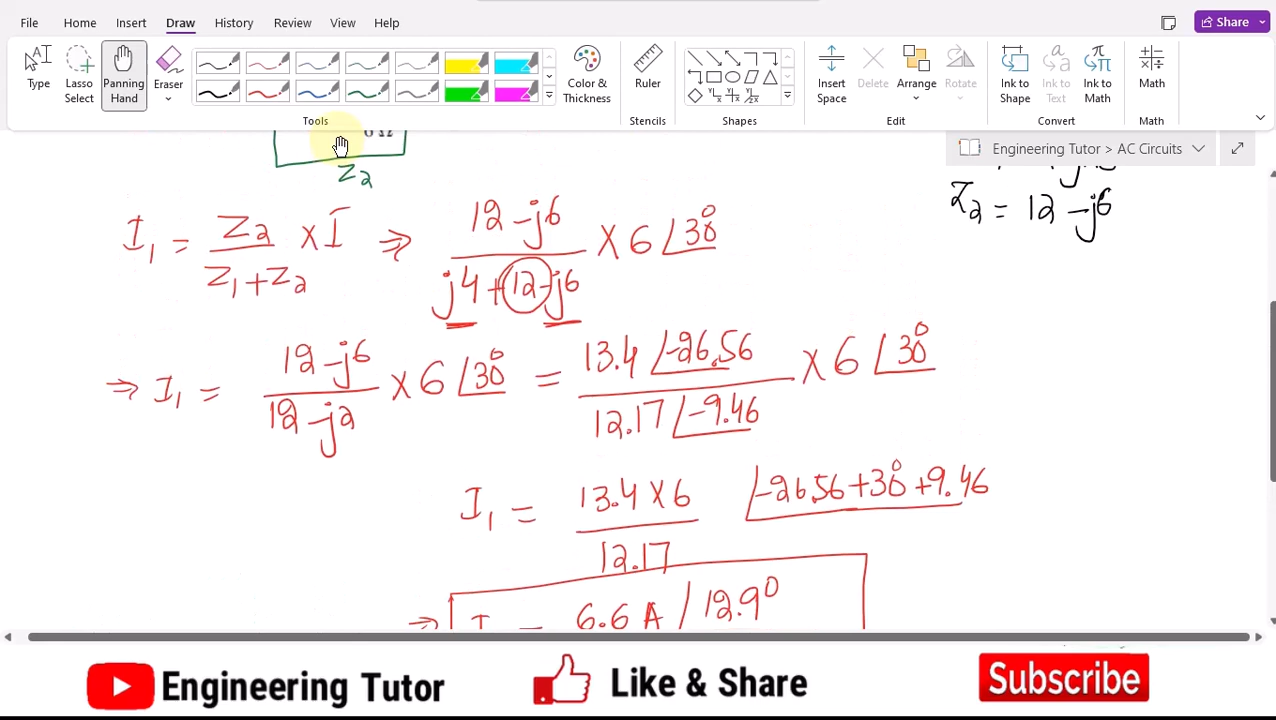 File Home Insert Draw History Review View Help Share
Type Lasso Select Panning Hand Eraser Color & Thickness Ruler Insert Space Delete Arrange Rotate Ink to Shape Ink to Text Ink to Math Math
Tools Stencils Shapes Edit Math
Engineering Tutor > AC Circuits
Z₂
Z₂ = 12 - j6
I₁ = Z₂ / (Z₁ + Z₂) × I ⇒ (12 - j6) / (j4 + 12 - j6) × 6 ∠30°
⇒ I₁ = (12 - j6) / (12 - j2) × 6 ∠30° = 13.4 ∠-26.56 / 12.17 ∠-9.46 × 6 ∠30°
I₁ = (13.4 × 6) / 12.17 ∠-26.56 + 30° + 9.46
⇒ I = 6.6 A ∠12.9°
Engineering Tutor Like & Share Subscribe